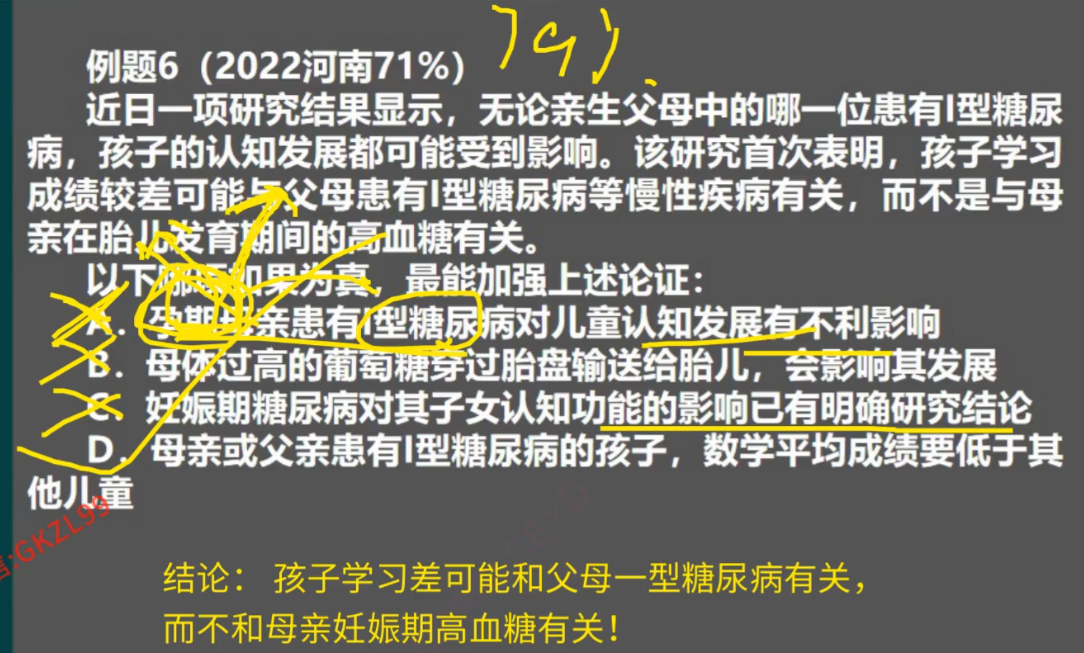 例题6（2022河南71%）
近日一项研究结果显示，无论亲生父母中的哪一位患有I型糖尿
病，孩子的认知发展都可能受到影响。该研究首次表明，孩子学习
成绩较差可能与父母患有I型糖尿病等慢性疾病有关，而不是与母
亲在胎儿发育期间的高血糖有关。
以下哪项如果为真，最能加强上述论证：
A．孕期母亲患有I型糖尿病对儿童认知发展有不利影响
B．母体过高的葡萄糖穿过胎盘输送给胎儿，会影响其发展
C．妊娠期糖尿病对其子女认知功能的影响已有明确研究结论
D．母亲或父亲患有I型糖尿病的孩子，数学平均成绩要低于其
他儿童
信:GKZL99
结论： 孩子学习差可能和父母一型糖尿病有关，
而不和母亲妊娠期高血糖有关！